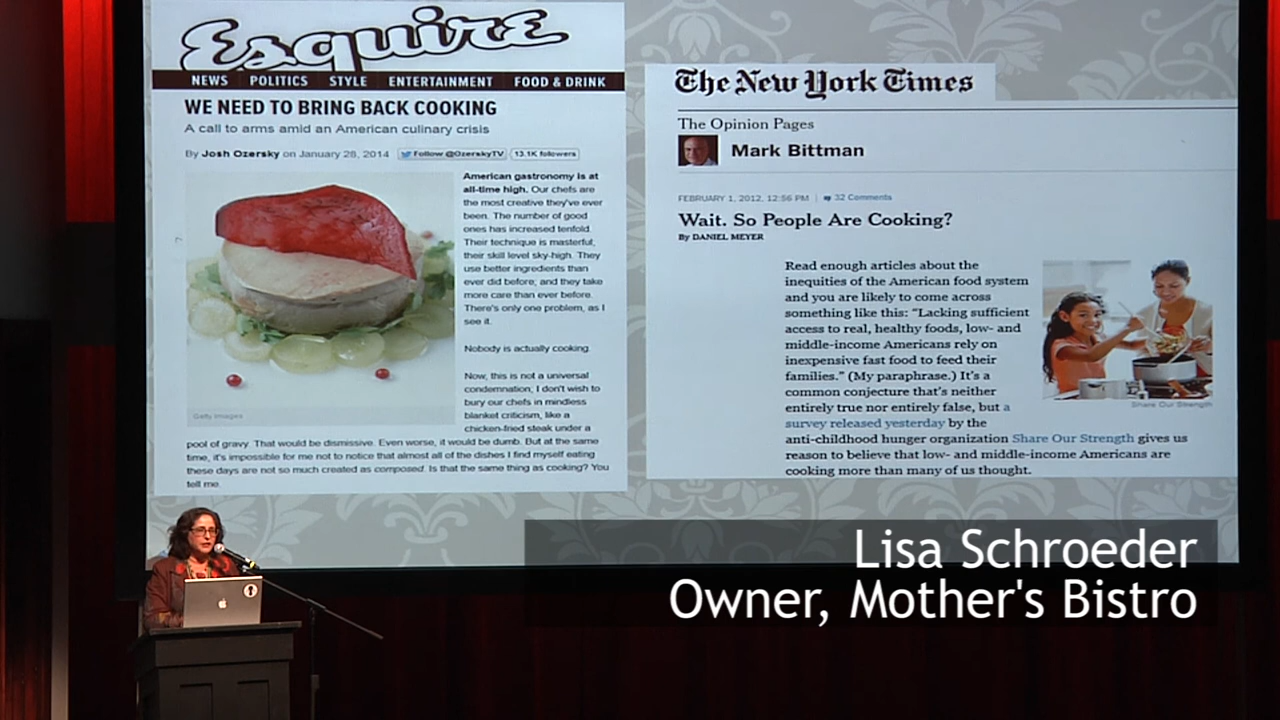 Esquire
NEWS POLITICS STYLE ENTERTAINMENT FOOD & DRINK
WE NEED TO BRING BACK COOKING
A call to arms amid an American culinary crisis
By Josh Ozersky on January 28, 2014 Follow @OzerskyTV 13.1K followers
American gastronomy is at
all-time high. Our chefs are
the most creative they've ever
been. The number of good
ones has increased tenfold.
Their technique is masterful;
their skill level sky-high. They
use better ingredients than
ever did before; and they take
more care than ever before.
There's only one problem, as I
see it.
Nobody is actually cooking.
Now, this is not a universal
condemnation; I don't wish to
bury our chefs in mindless
blanket criticism, like a
chicken-fried steak under a
pool of gravy. That would be dismissive. Even worse, it would be dumb. But at the same
time, it's impossible for me not to notice that almost all of the dishes I find myself eating
these days are not so much created as composed. Is that the same thing as cooking? You
tell me.
Getty Images
The New York Times
The Opinion Pages
Mark Bittman
FEBRUARY 1, 2012, 12:56 PM 32 Comments
Wait. So People Are Cooking?
By DANIEL MEYER
Read enough articles about the
inequities of the American food system
and you are likely to come across
something like this: “Lacking sufficient
access to real, healthy foods, low- and
middle-income Americans rely on
inexpensive fast food to feed their
families.” (My paraphrase.) It's a
common conjecture that's neither
entirely true nor entirely false, but a
survey released yesterday by the
anti-childhood hunger organization Share Our Strength gives us
reason to believe that low- and middle-income Americans are
cooking more than many of us thought.
Share Our Strength
Lisa Schroeder
Owner, Mother's Bistro